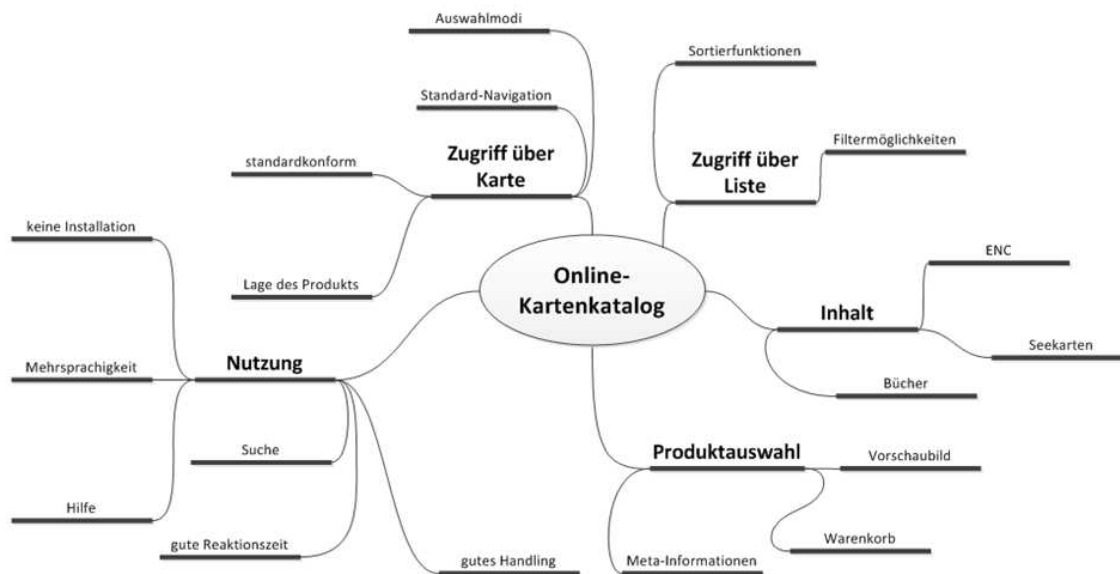 Auswahlmodi
Sortierfunktionen
Standard-Navigation
Filtermöglichkeiten
Zugriff über
Karte
Zugriff über
Liste
standardkonform
keine Installation
ENC
Lage des Produkts
Online-
Kartenkatalog
Inhalt
Seekarten
Mehrsprachigkeit
Nutzung
Bücher
Suche
Produktauswahl
Vorschaubild
Hilfe
gute Reaktionszeit
gutes Handling
Meta-Informationen
Warenkorb